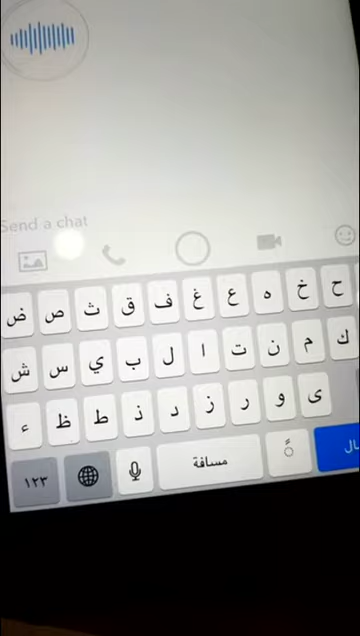 Send a chat
ض ص ث ق ف غ ع ه خ ح
ش س ي ب ل ا ت ن م ك
ء ظ ط ذ د ز ر و ى
١٢٣ مسافة